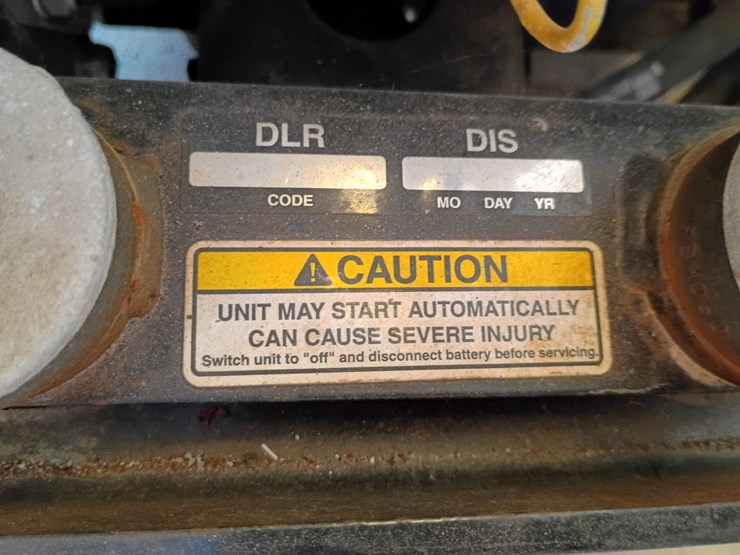 DLR
DIS
CODE
MO DAY YR
CAUTION
UNIT MAY START AUTOMATICALLY
CAN CAUSE SEVERE INJURY
Switch unit to "off" and disconnect battery before servicing.